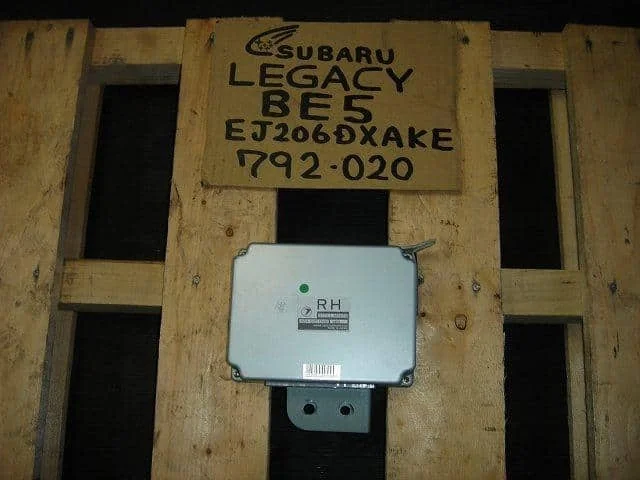 SUBARU
LEGACY
BE5
EJ206DXAKE
792-020
RH